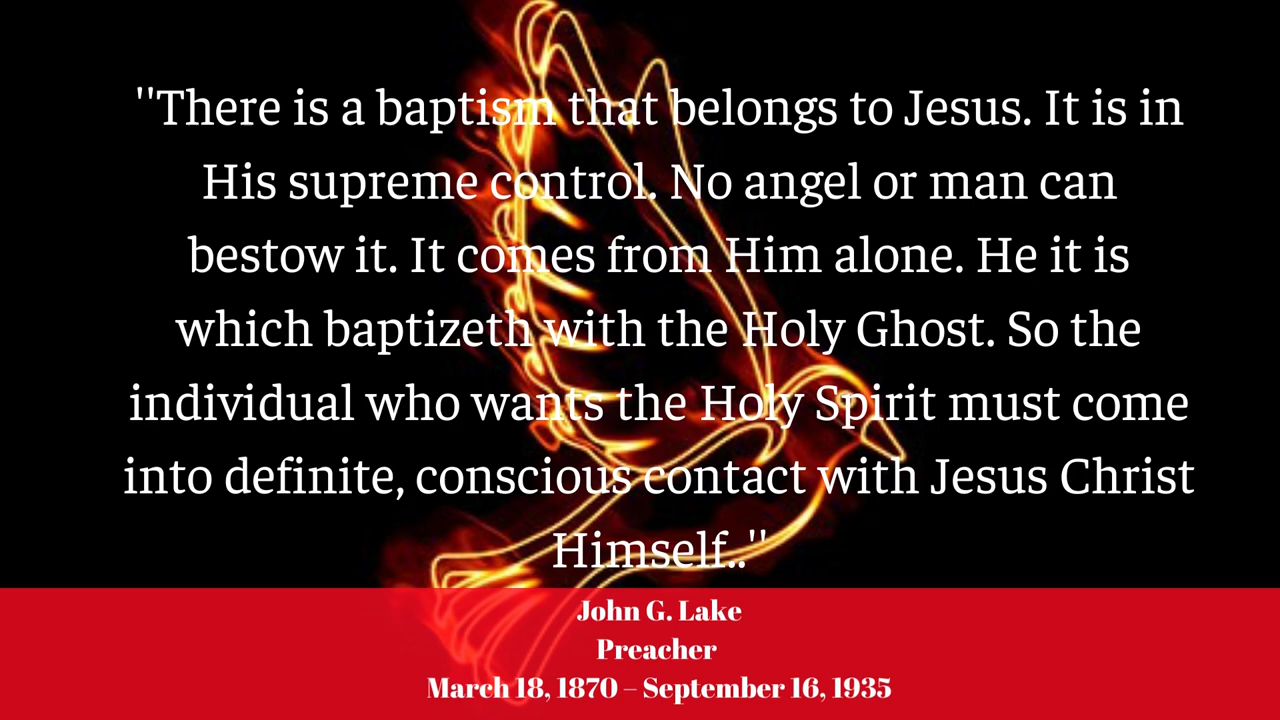 "There is a baptism that belongs to Jesus. It is in
His supreme control. No angel or man can
bestow it. It comes from Him alone. He it is
which baptizeth with the Holy Ghost. So the
individual who wants the Holy Spirit must come
into definite, conscious contact with Jesus Christ
Himself.."
John G. Lake
Preacher
March 18, 1870 – September 16, 1935